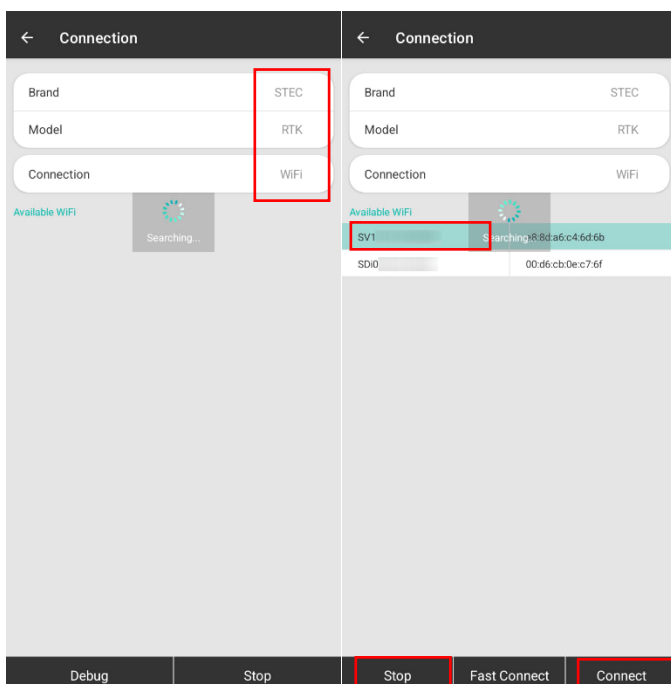 ← Connection
Brand STEC
Model RTK
Connection WiFi
Available WiFi
Searching...
Debug Stop
← Connection
Brand STEC
Model RTK
Connection WiFi
Available WiFi
SV1 Searching 8:8d:a6:c4:6d:6b
SDi0 00:d6:cb:0e:c7:6f
Stop Fast Connect Connect